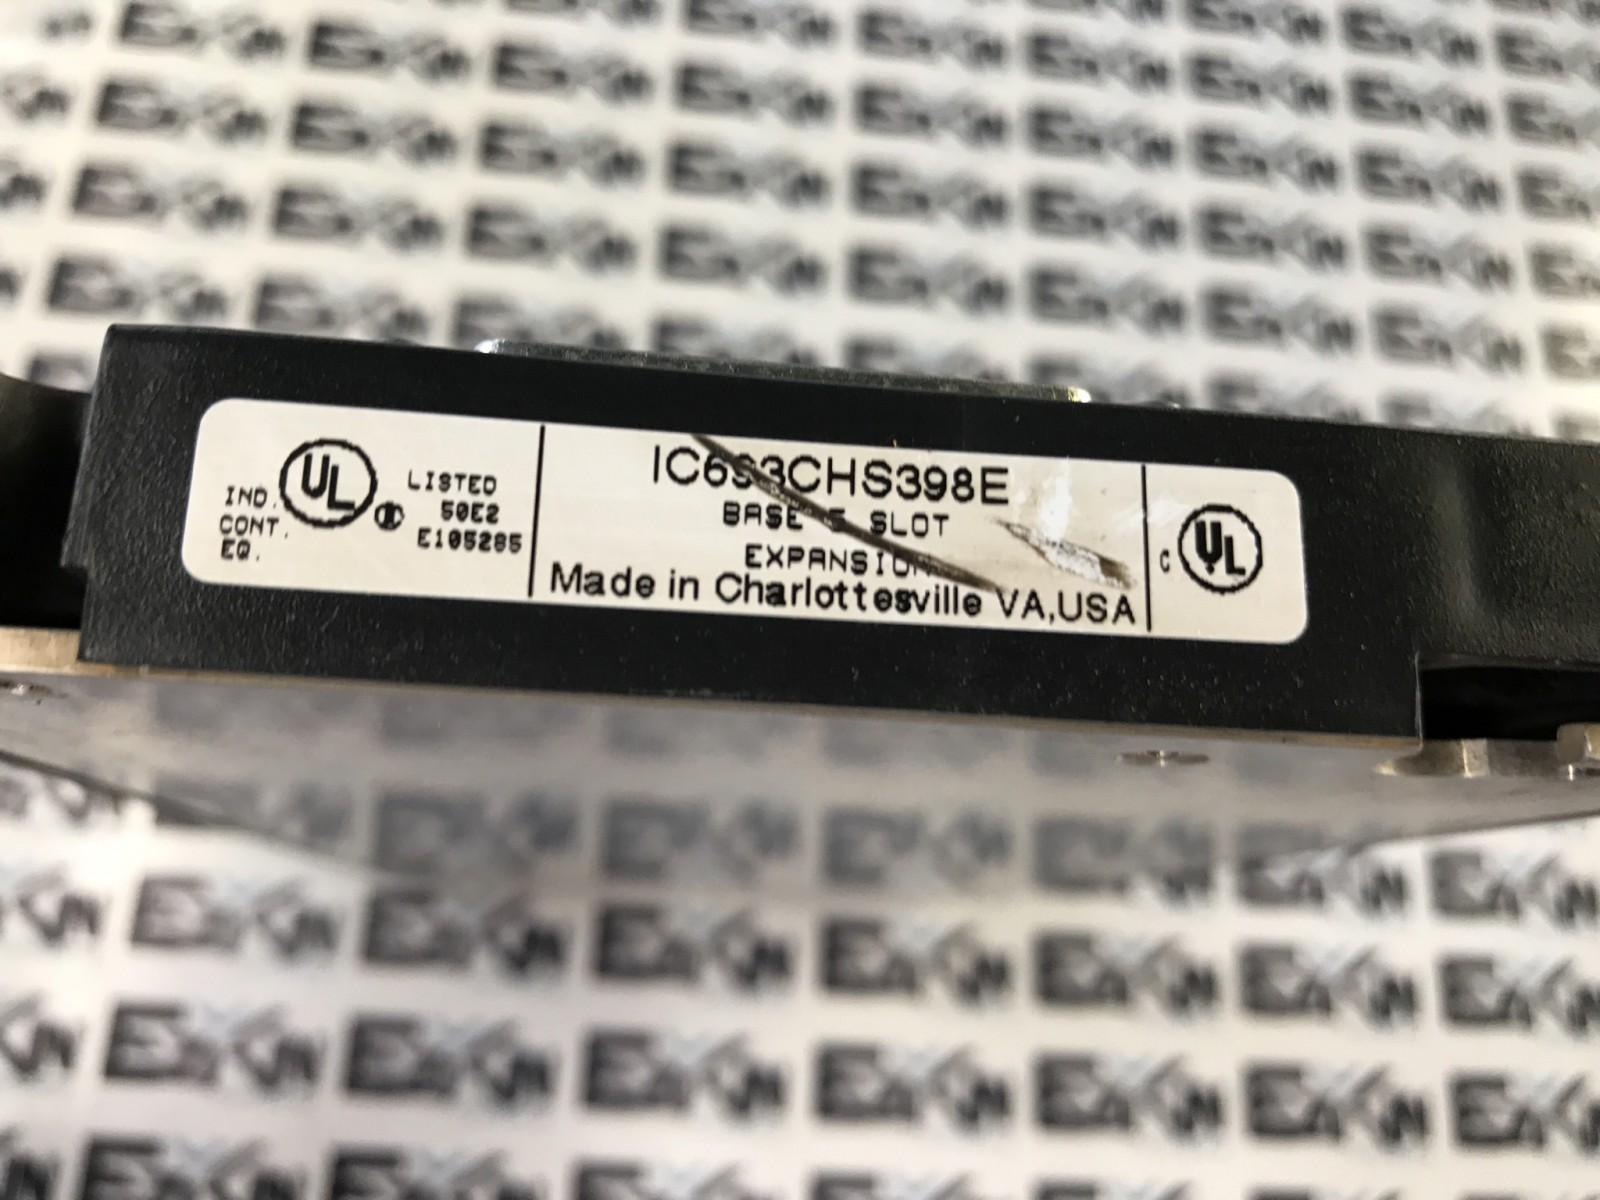 IND.
CONT.
EQ.
UL
LISTED
50E2
E105285
IC693CHS398E
BASE 5 SLOT
EXPANSION
Made in Charlottesville VA,USA
C UL